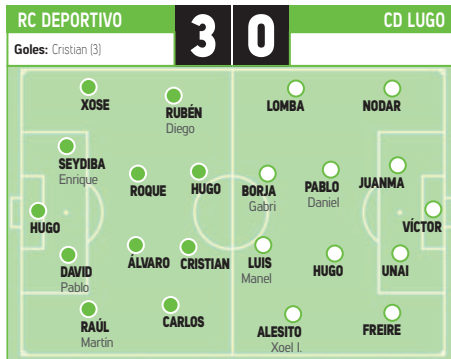 RC DEPORTIVO 3 0 CD LUGO
Goles: Cristian (3)
XOSE
RUBÉN
Diego
LOMBA
NODAR
SEYDIBA
Enrique
ROQUE
HUGO
BORJA
Gabri
PABLO
Daniel
JUANMA
HUGO
VÍCTOR
DAVID
Pablo
ÁLVARO
CRISTIAN
LUIS
Manel
HUGO
UNAI
RAÚL
Martín
CARLOS
ALESITO
Xoel I.
FREIRE